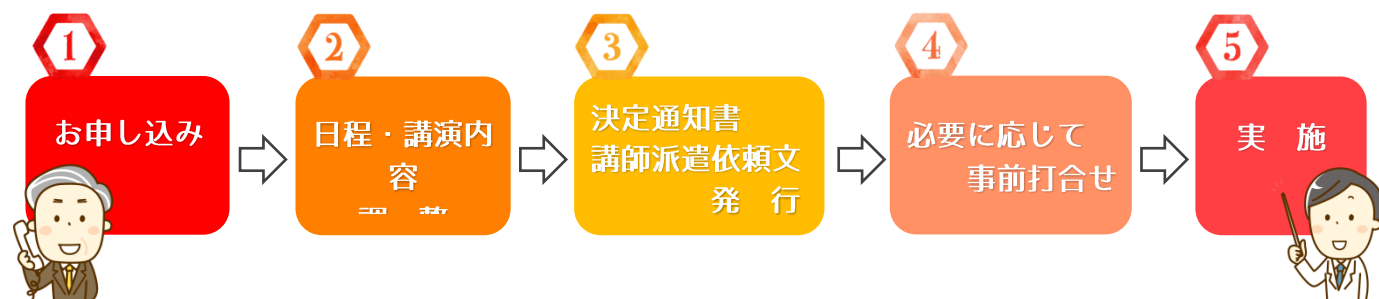 1
お申し込み
2
日程・講演内
容
3
決定通知書
講師派遣依頼文
発　行
4
必要に応じて
事前打合せ
5
実　施